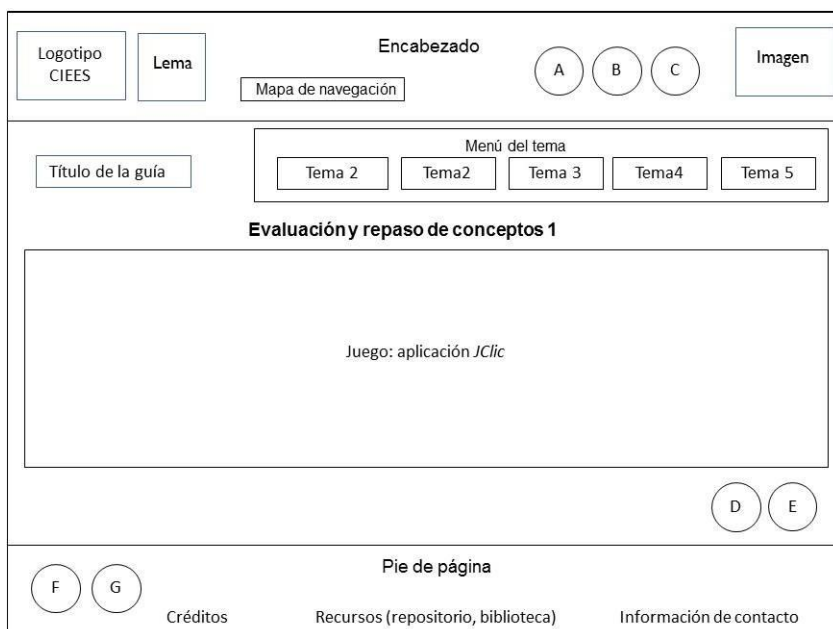 Logotipo
CIEES
Lema
Encabezado
Mapa de navegación
A
B
C
Imagen
Título de la guía
Menú del tema
Tema 2
Tema2
Tema 3
Tema4
Tema 5
Evaluación y repaso de conceptos 1
Juego: aplicación JClic
D
E
F
G
Pie de página
Créditos
Recursos (repositorio, biblioteca)
Información de contacto